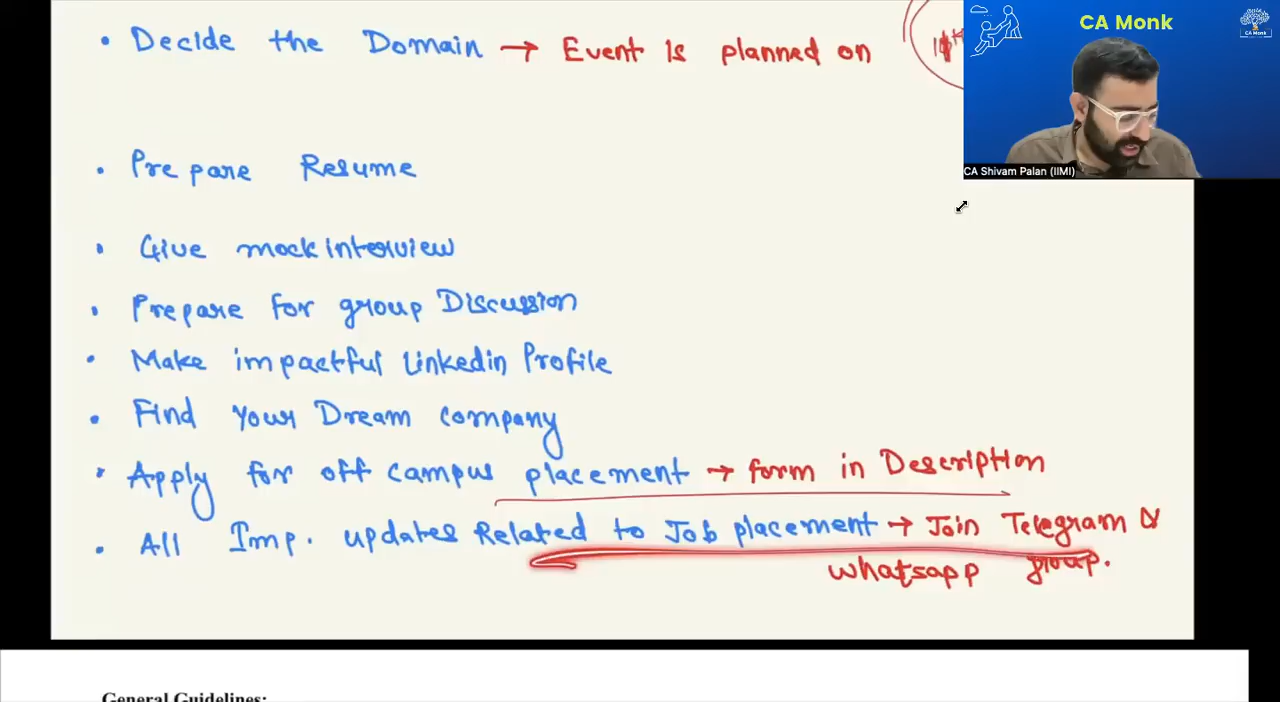 CA Monk
CA Monk
• Decide the Domain → Event is planned on
• Prepare Resume
CA Shivam Palan (IIMI)
• Give mock interview
• Prepare for group Discussion
• Make impactful Linkedin Profile
• Find Your Dream company
• Apply for off campus placement → form in Description
• All Imp. updates Related to Job placement → Join Telegram &
whatsapp group.
General Guidelines: